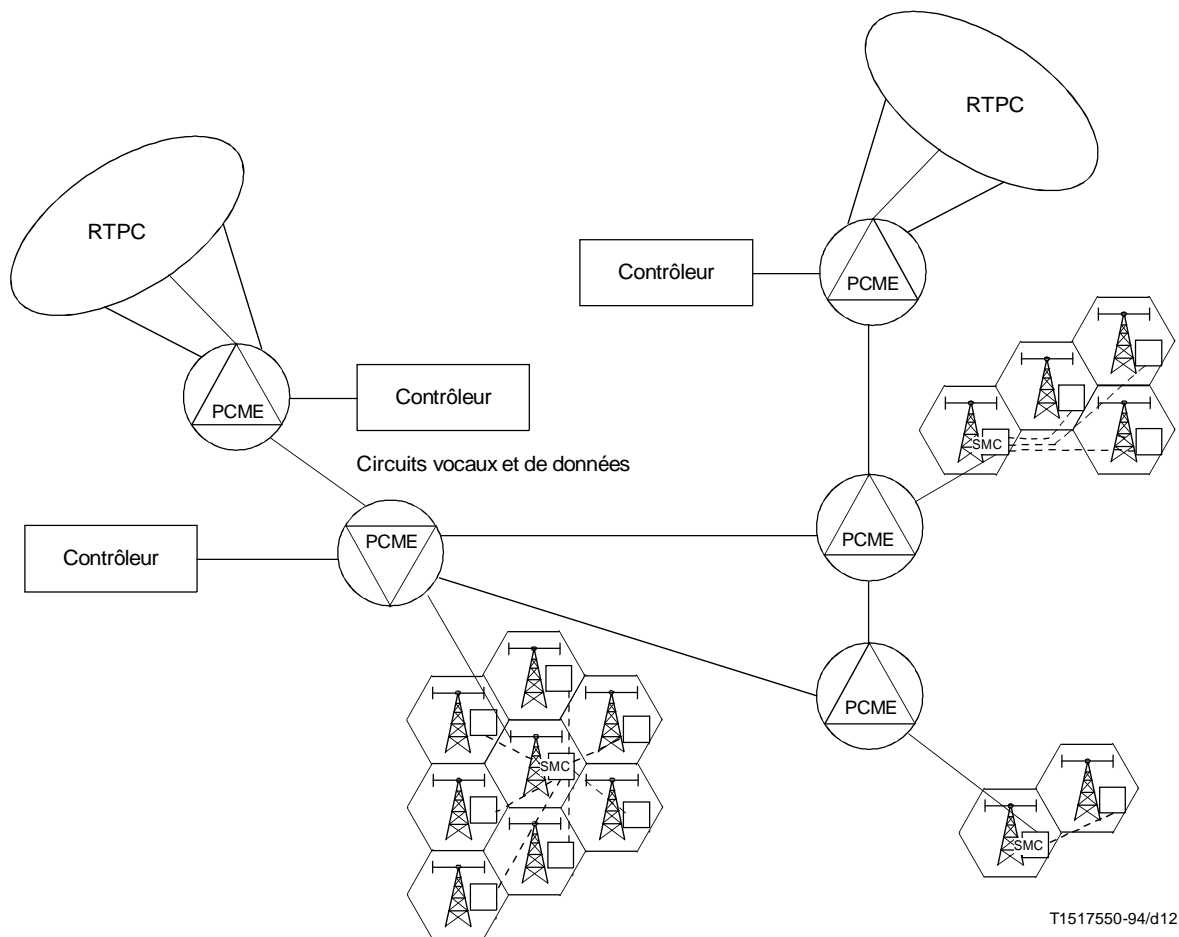 RTPC
RTPC
Contrôleur
PCME
Contrôleur
PCME
SMC
Circuits vocaux et de données
Contrôleur
PCME
PCME
PCME
SMC
SMC
T1517550-94/d12